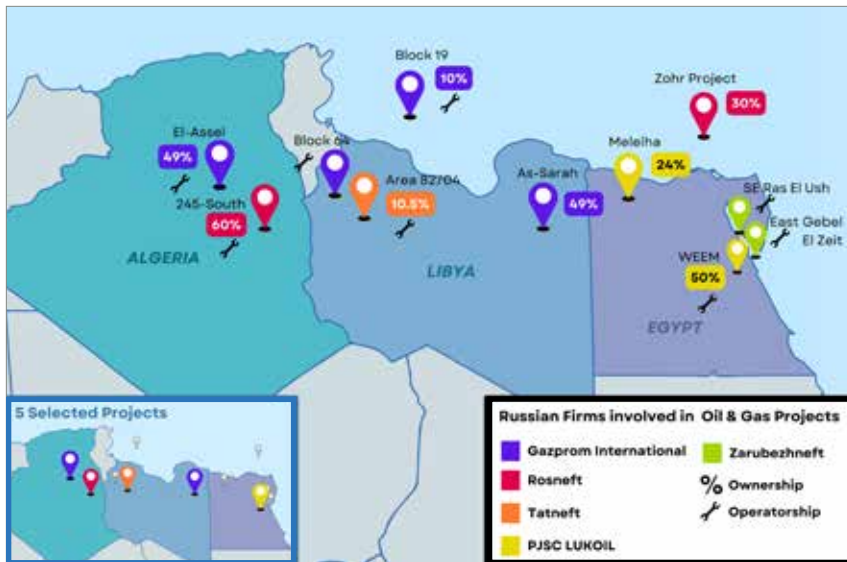 Block 19
10%
Zohr Project
30%
El-Assel
49%
Block 64
Meleiha
24%
Area 82/04
10.5%
As-Sarah
49%
SE Ras El Ush
245-South
60%
East Gebel
El Zeit
WEEM
50%
ALGERIA
LIBYA
EGYPT
5 Selected Projects
Russian Firms involved in Oil & Gas Projects
Gazprom International
Zarubezhneft
Rosneft
% Ownership
Tatneft
Operatorship
PJSC LUKOIL